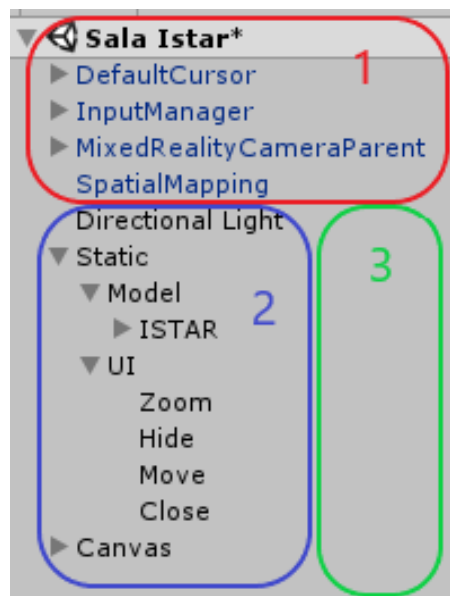 Sala Istar*
1
DefaultCursor
InputManager
MixedRealityCameraParent
SpatialMapping
Directional Light
Static
3
Model
2
ISTAR
UI
Zoom
Hide
Move
Close
Canvas